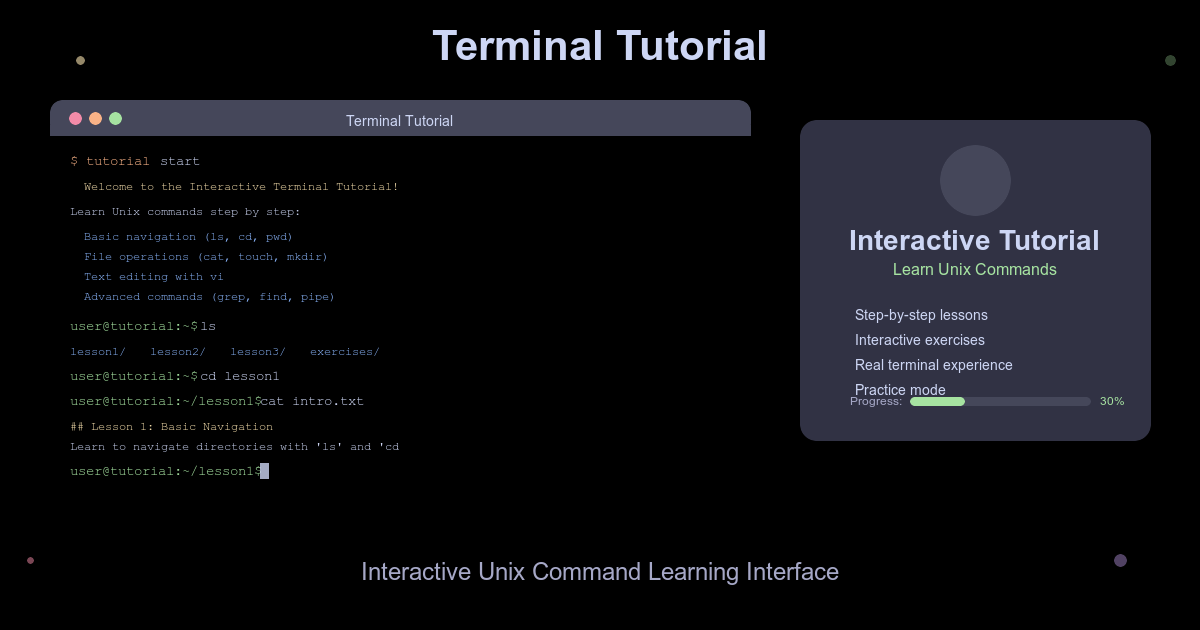 Terminal Tutorial
Terminal Tutorial
$ tutorial start
Welcome to the Interactive Terminal Tutorial!
Learn Unix commands step by step:
Basic navigation (ls, cd, pwd)
File operations (cat, touch, mkdir)
Text editing with vi
Advanced commands (grep, find, pipe)
user@tutorial:~$ ls
lesson1/ lesson2/ lesson3/ exercises/
user@tutorial:~$ cd lesson1
user@tutorial:~/lesson1$ cat intro.txt
## Lesson 1: Basic Navigation
Learn to navigate directories with 'ls' and 'cd
user@tutorial:~/lesson1$
Interactive Tutorial
Learn Unix Commands
Step-by-step lessons
Interactive exercises
Real terminal experience
Practice mode
Progress: 30%
Interactive Unix Command Learning Interface